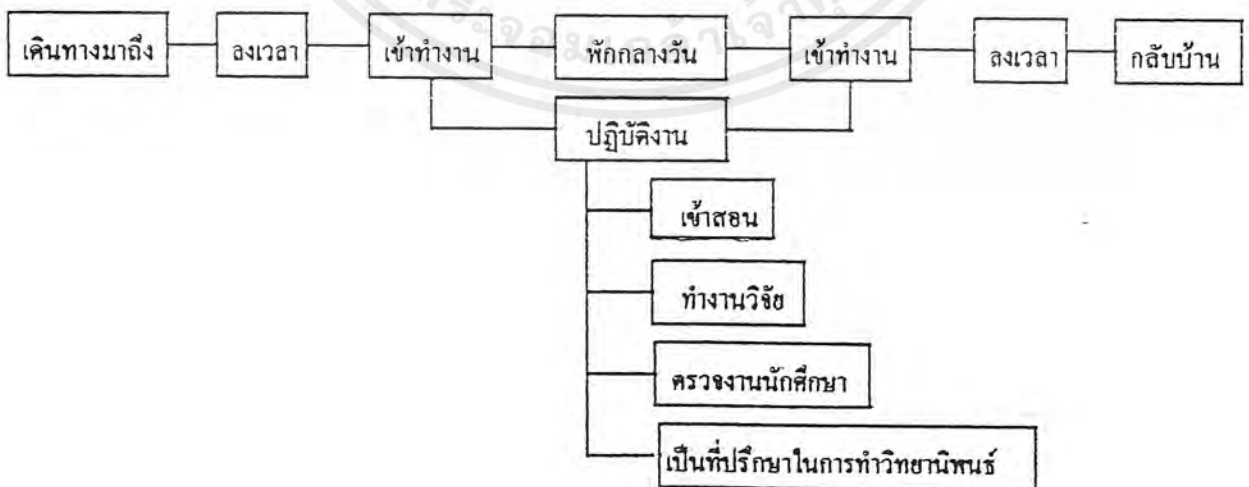 เดินทางมาถึง
ลงเวลา
เข้าทำงาน
พักกลางวัน
เข้าทำงาน
ลงเวลา
กลับบ้าน
ปฏิบัติงาน
เข้าสอน
ทำงานวิจัย
ตรวจงานนักศึกษา
เป็นที่ปรึกษาในการทำวิทยานิพนธ์